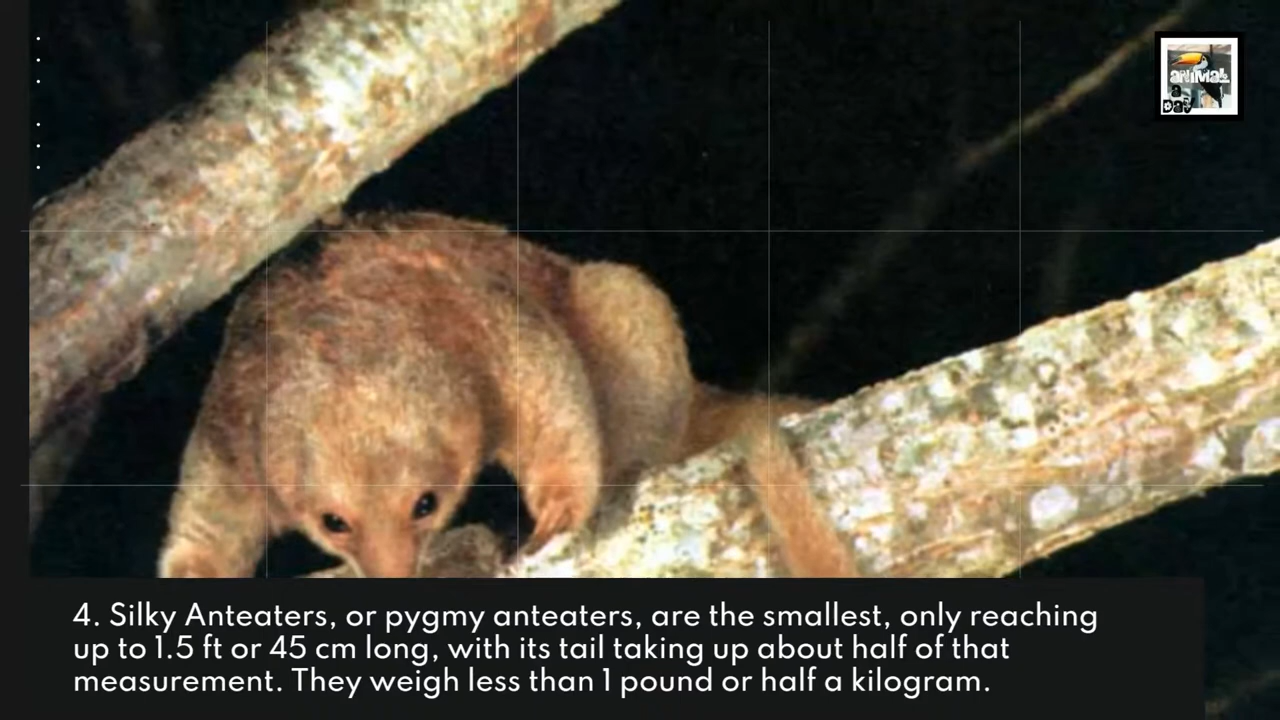 ANIMAL
a
DAY
4. Silky Anteaters, or pygmy anteaters, are the smallest, only reaching
up to 1.5 ft or 45 cm long, with its tail taking up about half of that
measurement. They weigh less than 1 pound or half a kilogram.